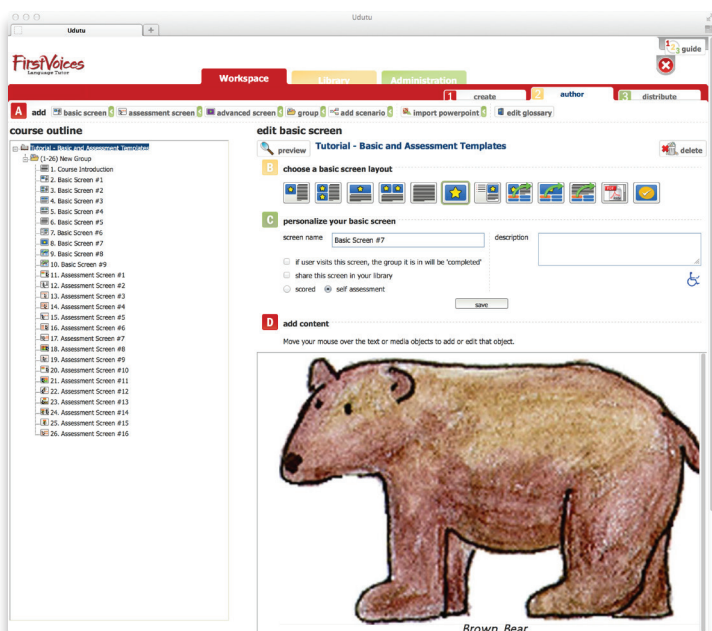 Udutu
Udutu
+
123 guide
FirstVoices
Language Tutor
Workspace
Library
Administration
1 create
2 author
3 distribute
A add basic screen assessment screen advanced screen group add scenario import powerpoint edit glossary
course outline
Tutorial - Basic and Assessment Templates
(1-26) New Group
1. Course Introduction
2. Basic Screen #1
3. Basic Screen #2
4. Basic Screen #3
5. Basic Screen #4
6. Basic Screen #5
7. Basic Screen #6
8. Basic Screen #7
9. Basic Screen #8
10. Basic Screen #9
11. Assessment Screen #1
12. Assessment Screen #2
13. Assessment Screen #3
14. Assessment Screen #4
15. Assessment Screen #5
16. Assessment Screen #6
17. Assessment Screen #7
18. Assessment Screen #8
19. Assessment Screen #9
20. Assessment Screen #10
21. Assessment Screen #11
22. Assessment Screen #12
23. Assessment Screen #13
24. Assessment Screen #14
25. Assessment Screen #15
26. Assessment Screen #16
edit basic screen
preview Tutorial - Basic and Assessment Templates delete
B choose a basic screen layout
C personalize your basic screen
screen name Basic Screen #7 description
if user visits this screen, the group it is in will be 'completed'
share this screen in your library
scored self assessment
save
D add content
Move your mouse over the text or media objects to add or edit that object.
Brown Bear